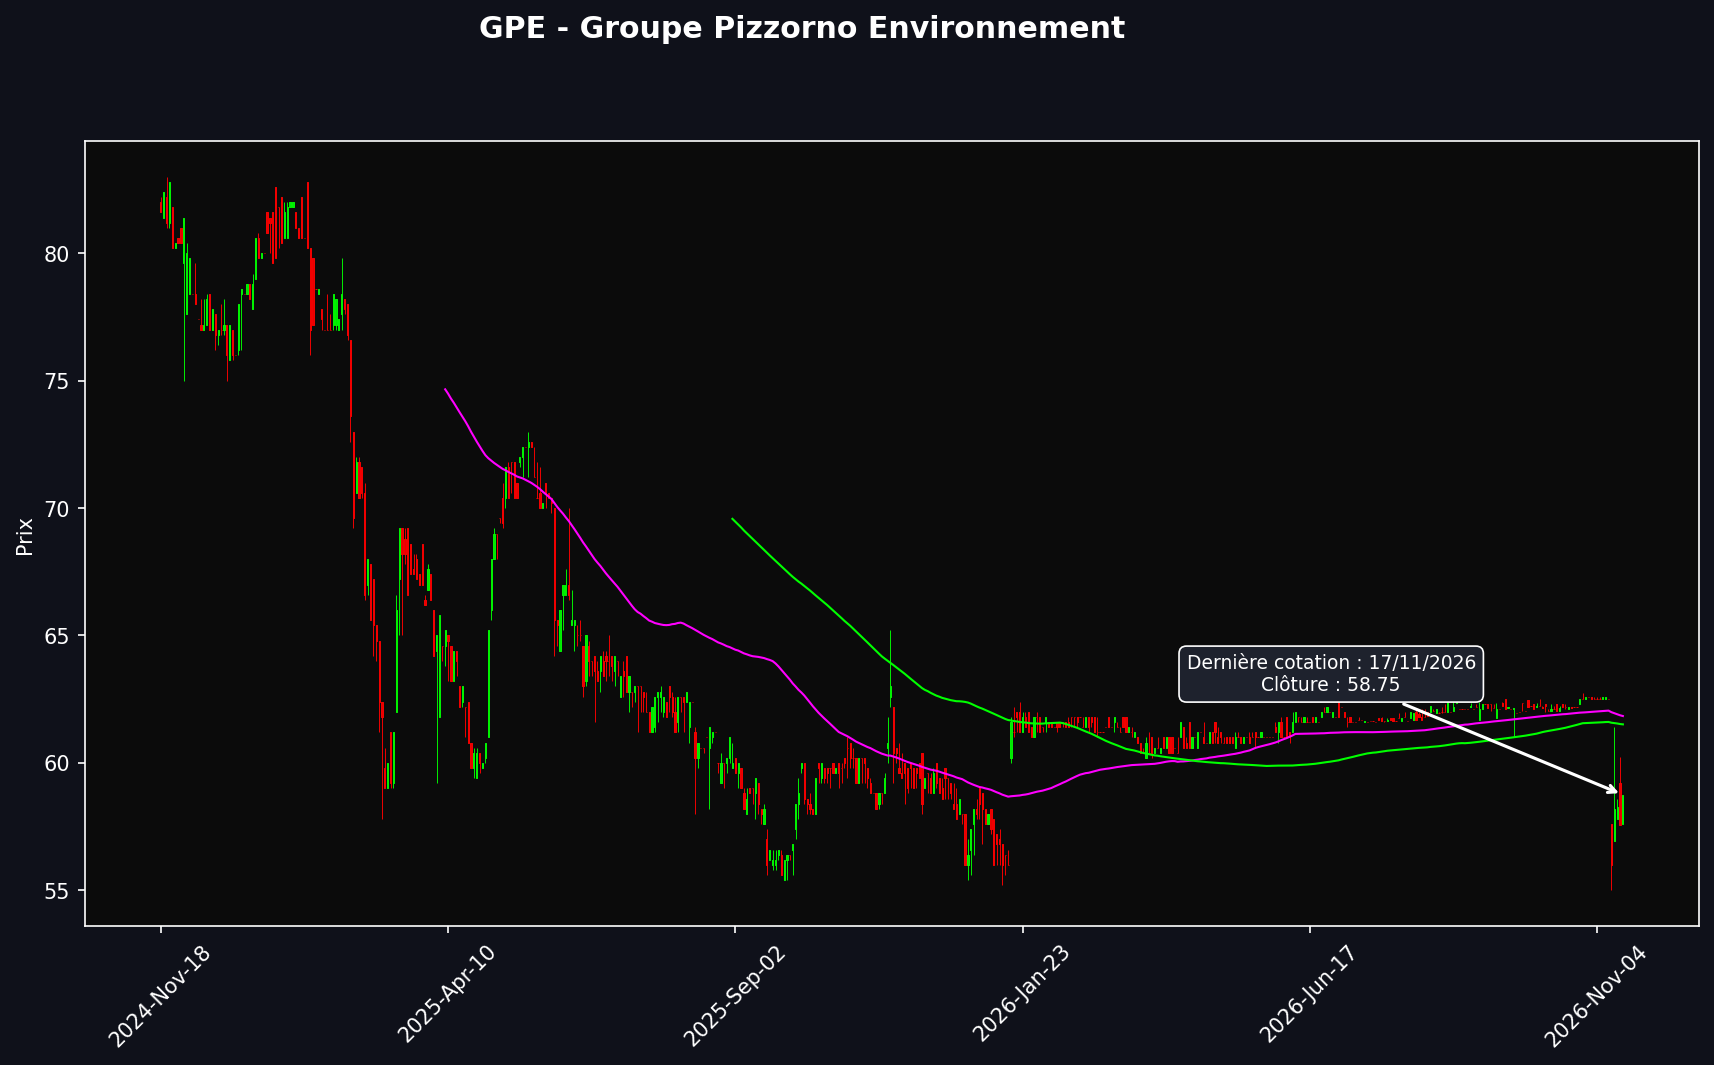 GPE - Groupe Pizzorno Environnement
Prix
80
75
70
65
60
55
Dernière cotation : 17/11/2026
Clôture : 58.75
2024-Nov-18
2025-Apr-10
2025-Sep-02
2026-Jan-23
2026-Jun-17
2026-Nov-04